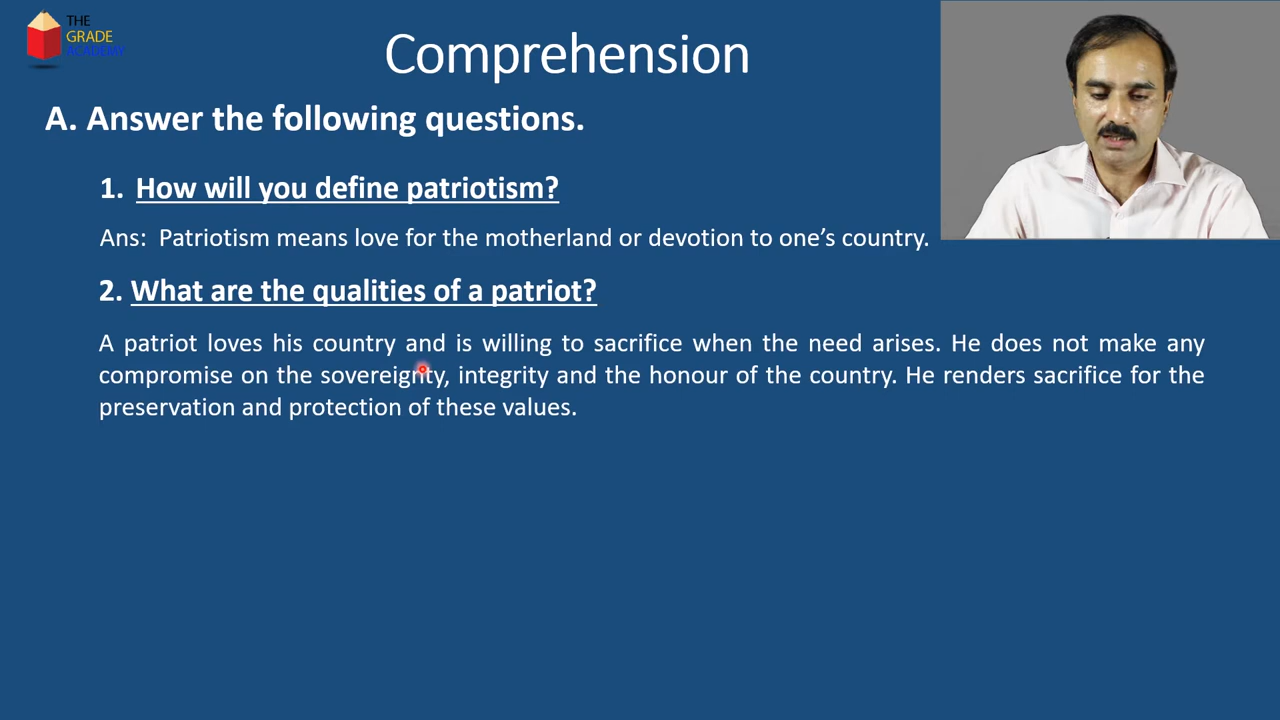 THE
GRADE
ACADEMY
Comprehension
A. Answer the following questions.
1. How will you define patriotism?
Ans: Patriotism means love for the motherland or devotion to one’s country.
2. What are the qualities of a patriot?
A patriot loves his country and is willing to sacrifice when the need arises. He does not make any
compromise on the sovereignty, integrity and the honour of the country. He renders sacrifice for the
preservation and protection of these values.